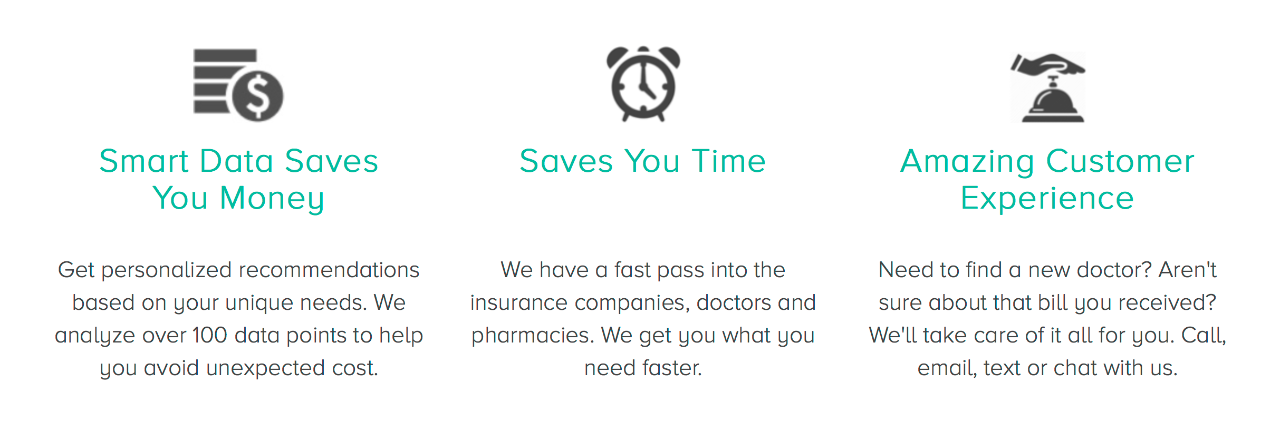 Smart Data Saves
You Money
Get personalized recommendations
based on your unique needs. We
analyze over 100 data points to help
you avoid unexpected cost.
Saves You Time
We have a fast pass into the
insurance companies, doctors and
pharmacies. We get you what you
need faster.
Amazing Customer
Experience
Need to find a new doctor? Aren't
sure about that bill you received?
We'll take care of it all for you. Call,
email, text or chat with us.